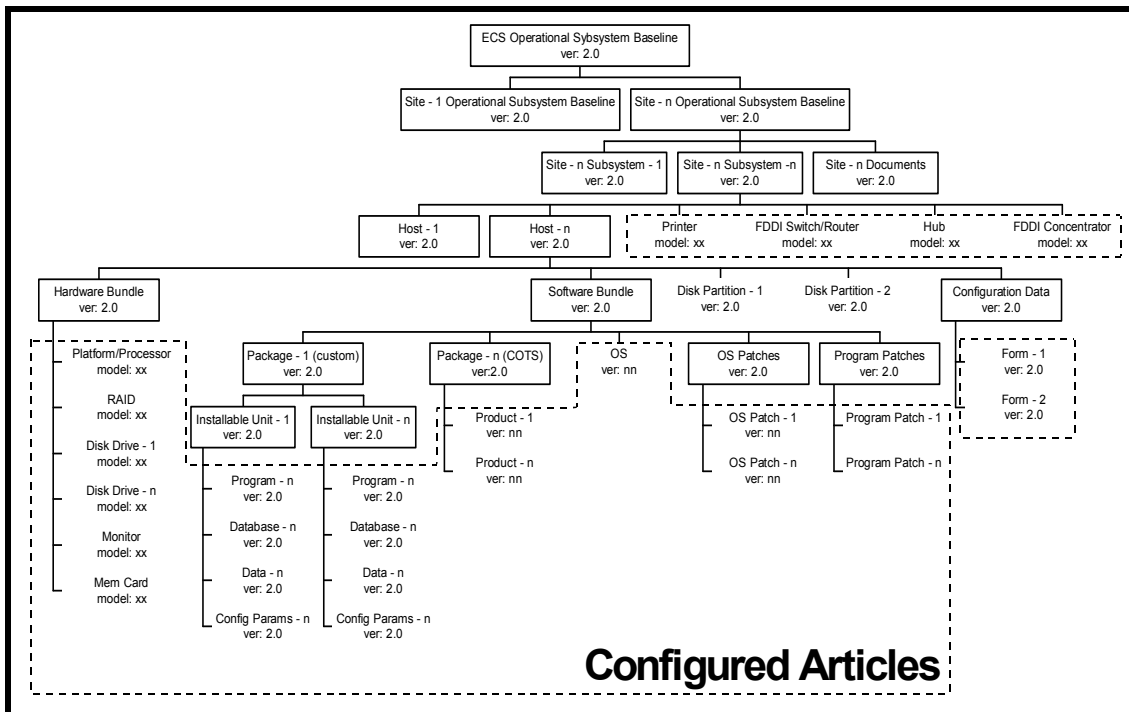 ECS Operational Sybsystem Baseline
ver: 2.0
Site - 1 Operational Subsystem Baseline
ver: 2.0
Site - n Operational Subsystem Baseline
ver: 2.0
Site - n Subsystem - 1
ver: 2.0
Site - n Subsystem -n
ver: 2.0
Site - n Documents
ver: 2.0
Host - 1
ver: 2.0
Host - n
ver: 2.0
Printer
model: xx
FDDI Switch/Router
model: xx
Hub
model: xx
FDDI Concentrator
model: xx
Hardware Bundle
ver: 2.0
Software Bundle
ver: 2.0
Disk Partition - 1
ver: 2.0
Disk Partition - 2
ver: 2.0
Configuration Data
ver: 2.0
Platform/Processor
model: xx
RAID
model: xx
Disk Drive - 1
model: xx
Disk Drive - n
model: xx
Monitor
model: xx
Mem Card
model: xx
Package - 1 (custom)
ver: 2.0
Package - n (COTS)
ver:2.0
OS
ver: nn
OS Patches
ver: 2.0
Program Patches
ver: 2.0
Form - 1
ver: 2.0
Form - 2
ver: 2.0
Installable Unit - 1
ver: 2.0
Installable Unit - n
ver: 2.0
Product - 1
ver: nn
Product - n
ver: nn
OS Patch - 1
ver: nn
OS Patch - n
ver: nn
Program Patch - 1
Program Patch - n
Program - n
ver: 2.0
Database - n
ver: 2.0
Data - n
ver: 2.0
Config Params - n
ver: 2.0
Program - n
ver: 2.0
Database - n
ver: 2.0
Data - n
ver: 2.0
Config Params - n
ver: 2.0
Configured Articles